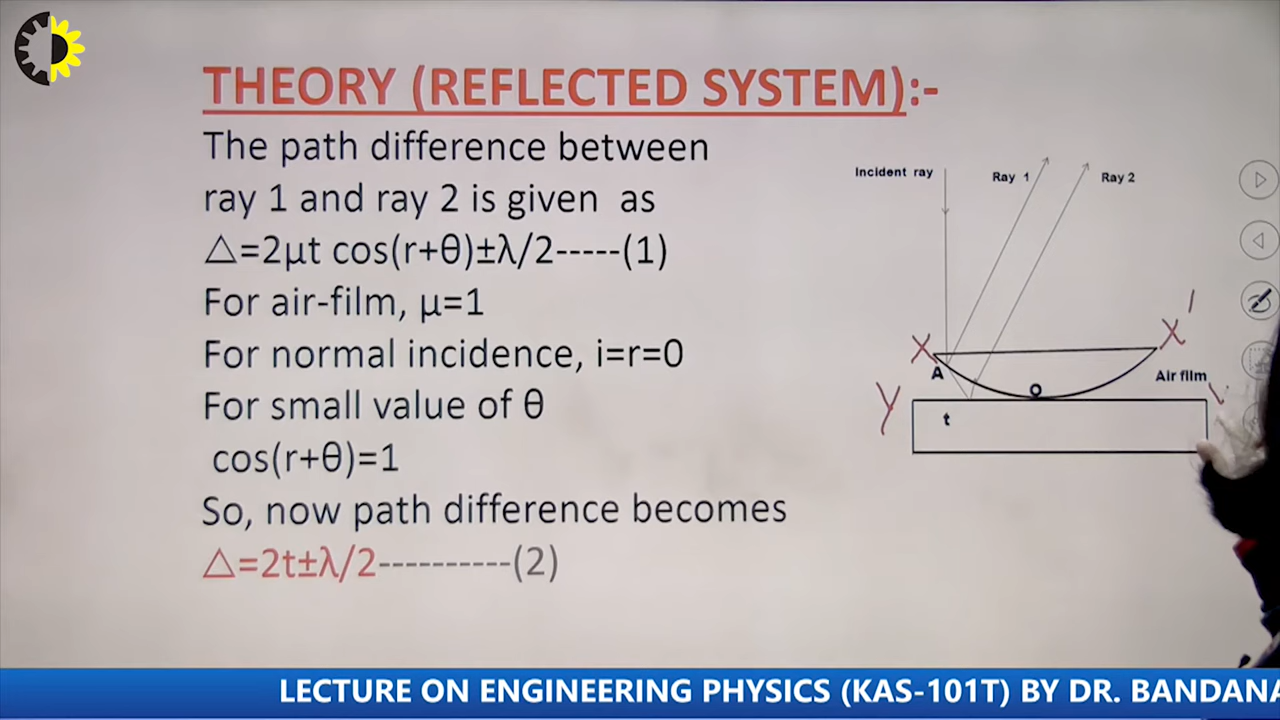 THEORY (REFLECTED SYSTEM):-
The path difference between
ray 1 and ray 2 is given as
△=2μt cos(r+θ)±λ/2-----(1)
For air-film, μ=1
For normal incidence, i=r=0
For small value of θ
cos(r+θ)=1
So, now path difference becomes
△=2t±λ/2----------(2)
Incident ray
Ray 1
Ray 2
X
X'
A
O
Air film
Y
t
LECTURE ON ENGINEERING PHYSICS (KAS-101T) BY DR. BANDANA